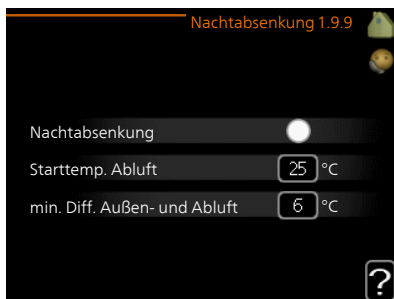 Nachtabsenkung 1.9.9
Nachtabsenkung
Starttemp. Abluft 25 °C
min. Diff. Außen- und Abluft 6 °C
?